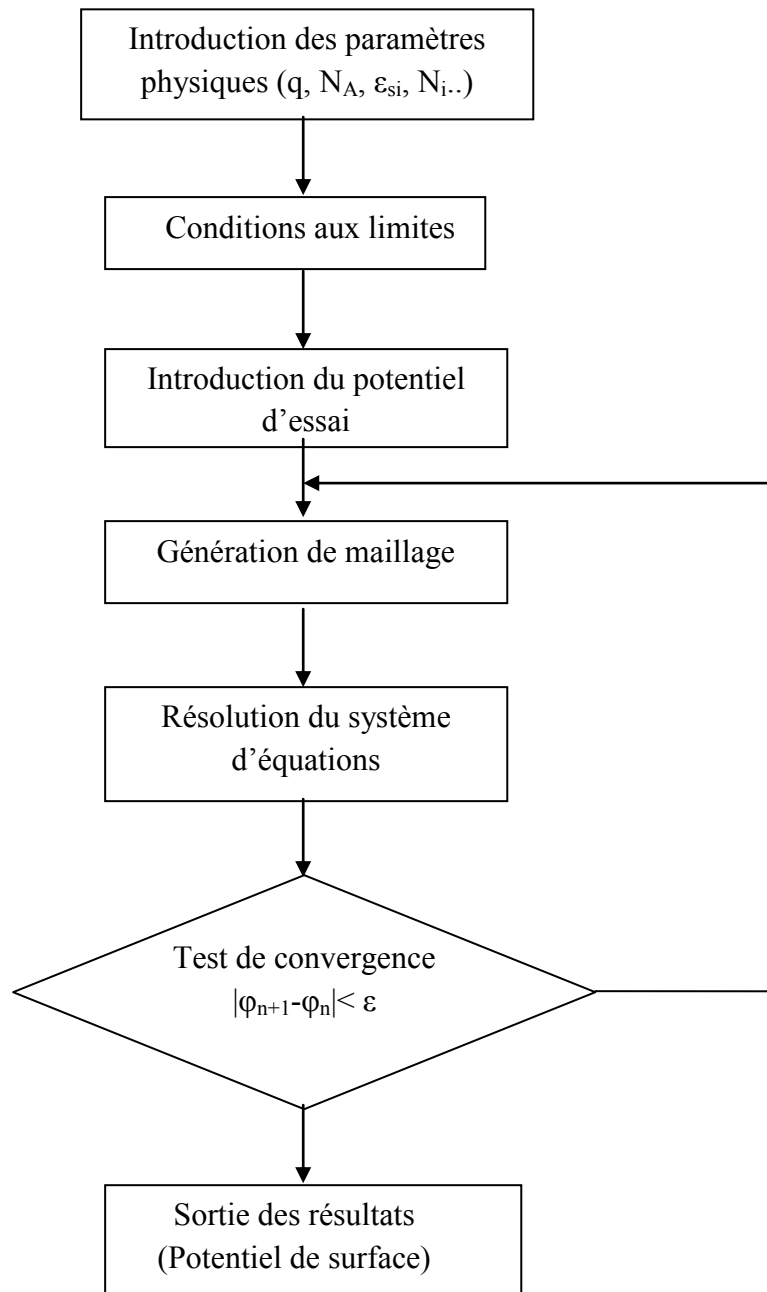 Introduction des paramètres
physiques (q, N_A, ε_si, N_i..)
Conditions aux limites
Introduction du potentiel
d’essai
Génération de maillage
Résolution du système
d’équations
Test de convergence
|φ_n+1-φ_n|< ε
Sortie des résultats
(Potentiel de surface)